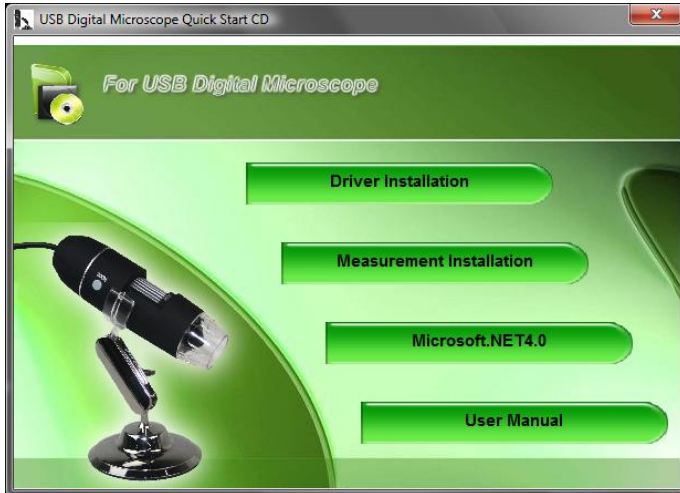 USB Digital Microscope Quick Start CD
For USB Digital Microscope
Driver Installation
Measurement Installation
Microsoft.NET4.0
User Manual